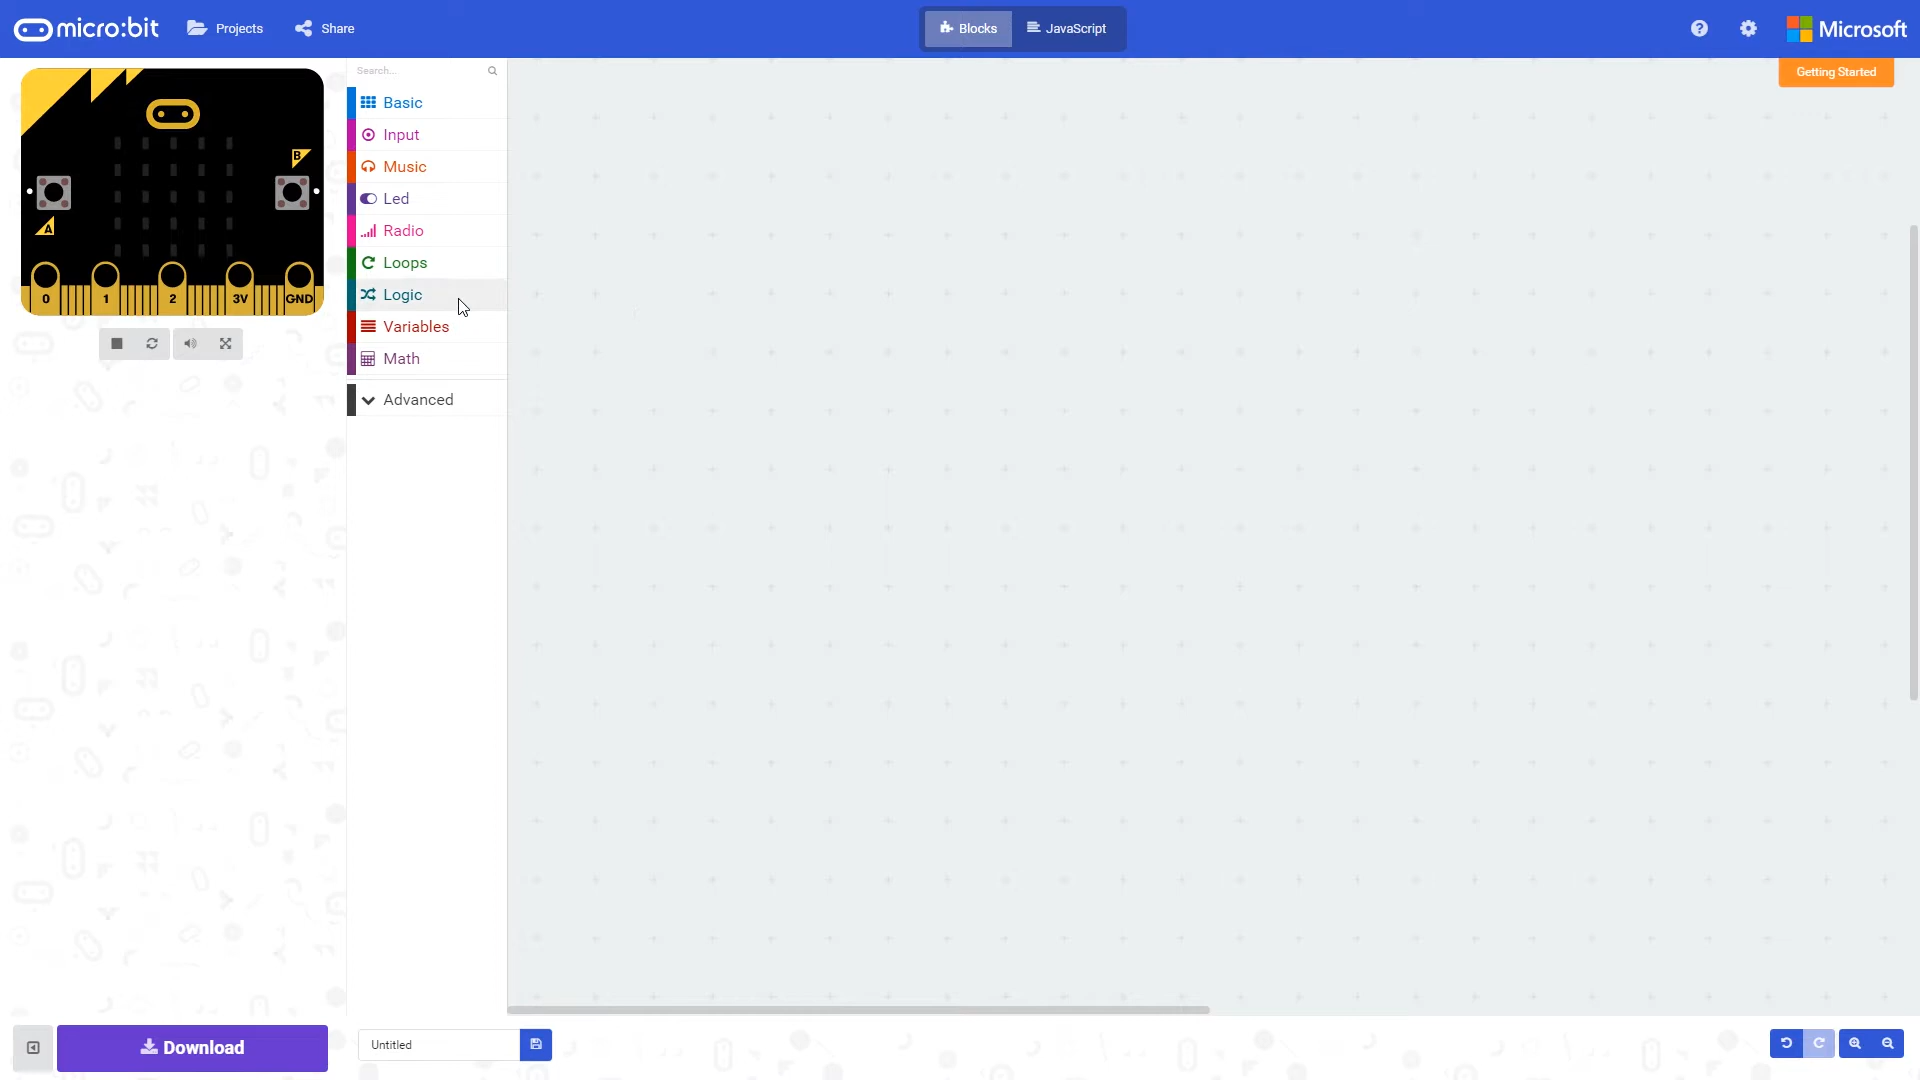 micro:bit Projects Share Blocks JavaScript Microsoft
Getting Started
Search...
Basic
Input
Music
Led
Radio
Loops
Logic
Variables
Math
Advanced
B
A
0 1 2 3V GND
Download
Untitled